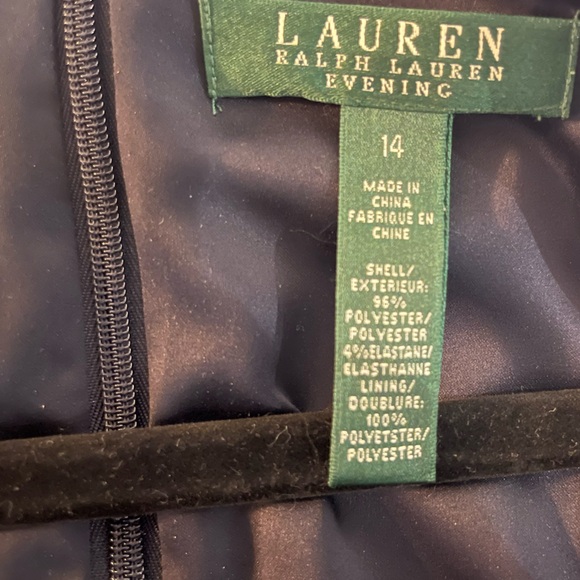 LAUREN
RALPH LAUREN
EVENING
14
MADE IN
CHINA
FABRIQUE EN
CHINE
SHELL/
EXTERIEUR:
96%
POLYESTER/
POLYESTER
4%ELASTANE/
ELASTHANNE
LINING/
DOUBLURE:
100%
POLYETSTER/
POLYESTER